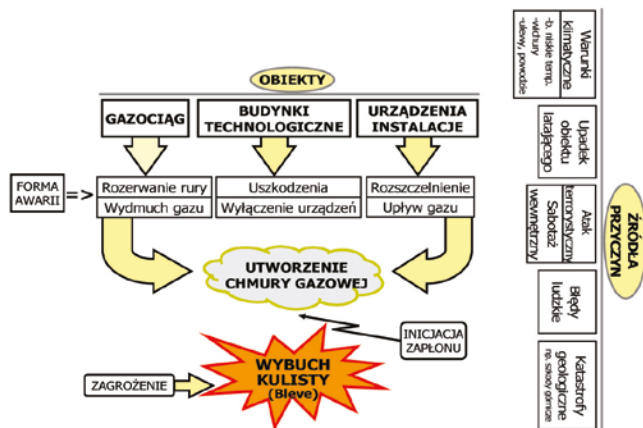 OBIEKTY
GAZOCIĄG
BUDYNKI
TECHNOLOGICZNE
URZĄDZENIA
INSTALACJE
FORMA
AWARII
=>
Rozerwanie rury
Wydmuch gazu
Uszkodzenia
Wyłączenie urządzeń
Rozszczelnienie
Upływ gazu
UTWORZENIE
CHMURY GAZOWEJ
INICJACJA
ZAPŁONU
WYBUCH
KULISTY
(Bleve)
ZAGROŻENIE
ŹRÓDŁA
PRZYCZYN
Warunki
klimatyczne
-b. niskie temp.
-wichury
-ulewy, powodzie
Upadek
obiektu
latającego
Atak
terrorystyczny
Sabotaż
wewnętrzny
Błędy
ludzkie
Katastrofy
geologiczne
np. szkody górnicze